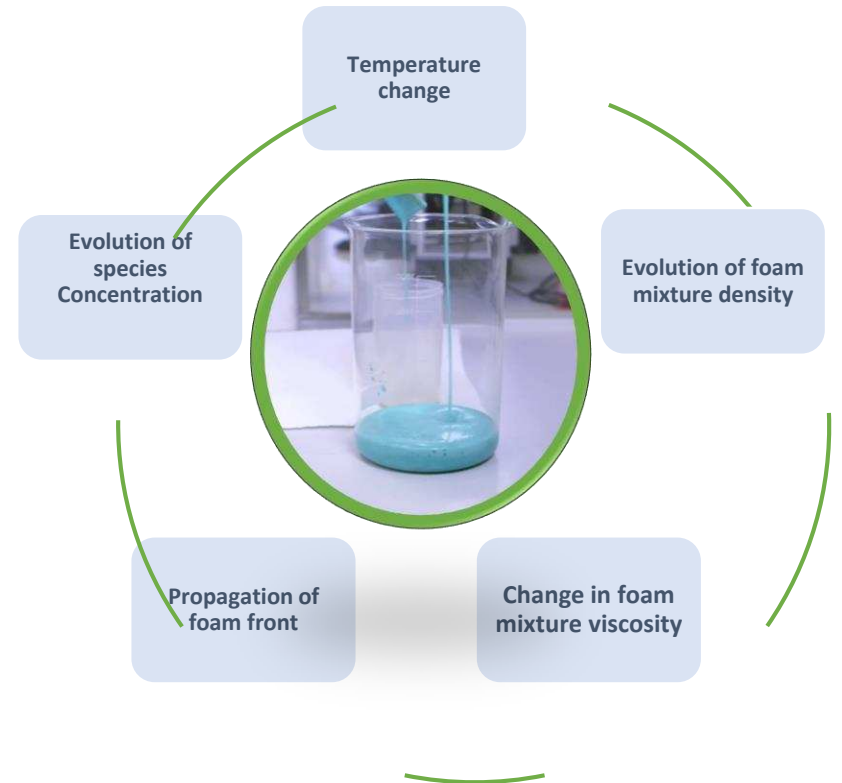 Temperature
change
Evolution of
species
Concentration
Evolution of foam
mixture density
Propagation of
foam front
Change in foam
mixture viscosity